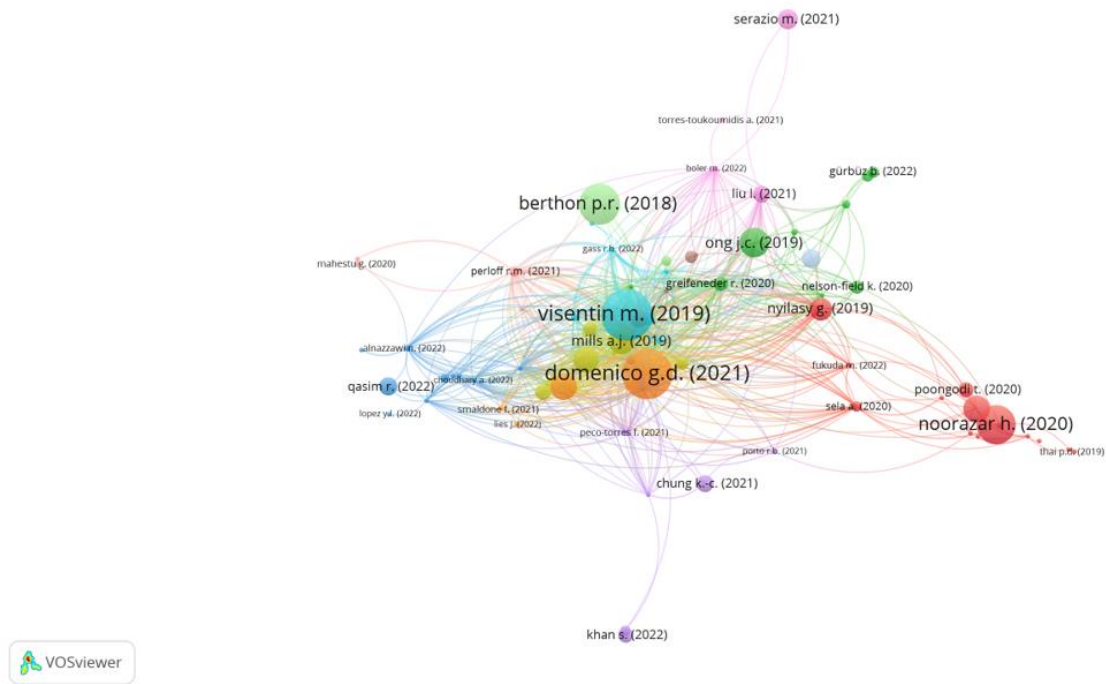 serazio m. (2021)
torres-toukoumidis a. (2021)
boler m. (2022)
gürbüz b. (2022)
liu l. (2021)
berthon p.r. (2018)
ong j.c. (2019)
gass r.h. (2022)
mahestu g. (2020)
perloff r.m. (2021)
greifeneder r. (2020)
nelson-field k. (2020)
visentin m. (2019)
nyilasy g. (2019)
mills a.j. (2019)
alnazzawi n. (2022)
fukuda m. (2022)
domenico g.d. (2021)
choudhary a. (2022)
qasim r. (2022)
poongodi t. (2020)
smaldone f. (2021)
sela a. (2020)
lopez (2022)
lies j. (2022)
noorazar h. (2020)
peco-torres f. (2021)
porto r.b. (2021)
thai p.d. (2019)
chung k.-c. (2021)
khan s. (2022)
VOSviewer